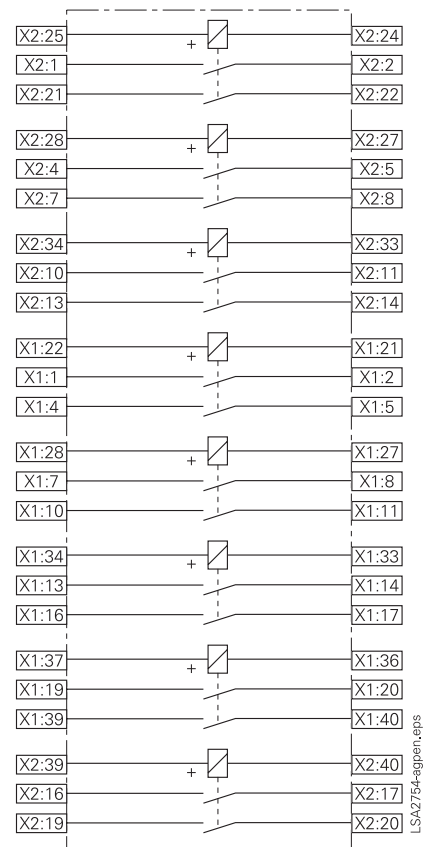 X2:25 + X2:24
X2:1 X2:2
X2:21 X2:22
X2:28 + X2:27
X2:4 X2:5
X2:7 X2:8
X2:34 + X2:33
X2:10 X2:11
X2:13 X2:14
X1:22 + X1:21
X1:1 X1:2
X1:4 X1:5
X1:28 + X1:27
X1:7 X1:8
X1:10 X1:11
X1:34 + X1:33
X1:13 X1:14
X1:16 X1:17
X1:37 + X1:36
X1:19 X1:20
X1:39 X1:40
X2:39 + X2:40
X2:16 X2:17
X2:19 X2:20
LSA2754-agpen.eps